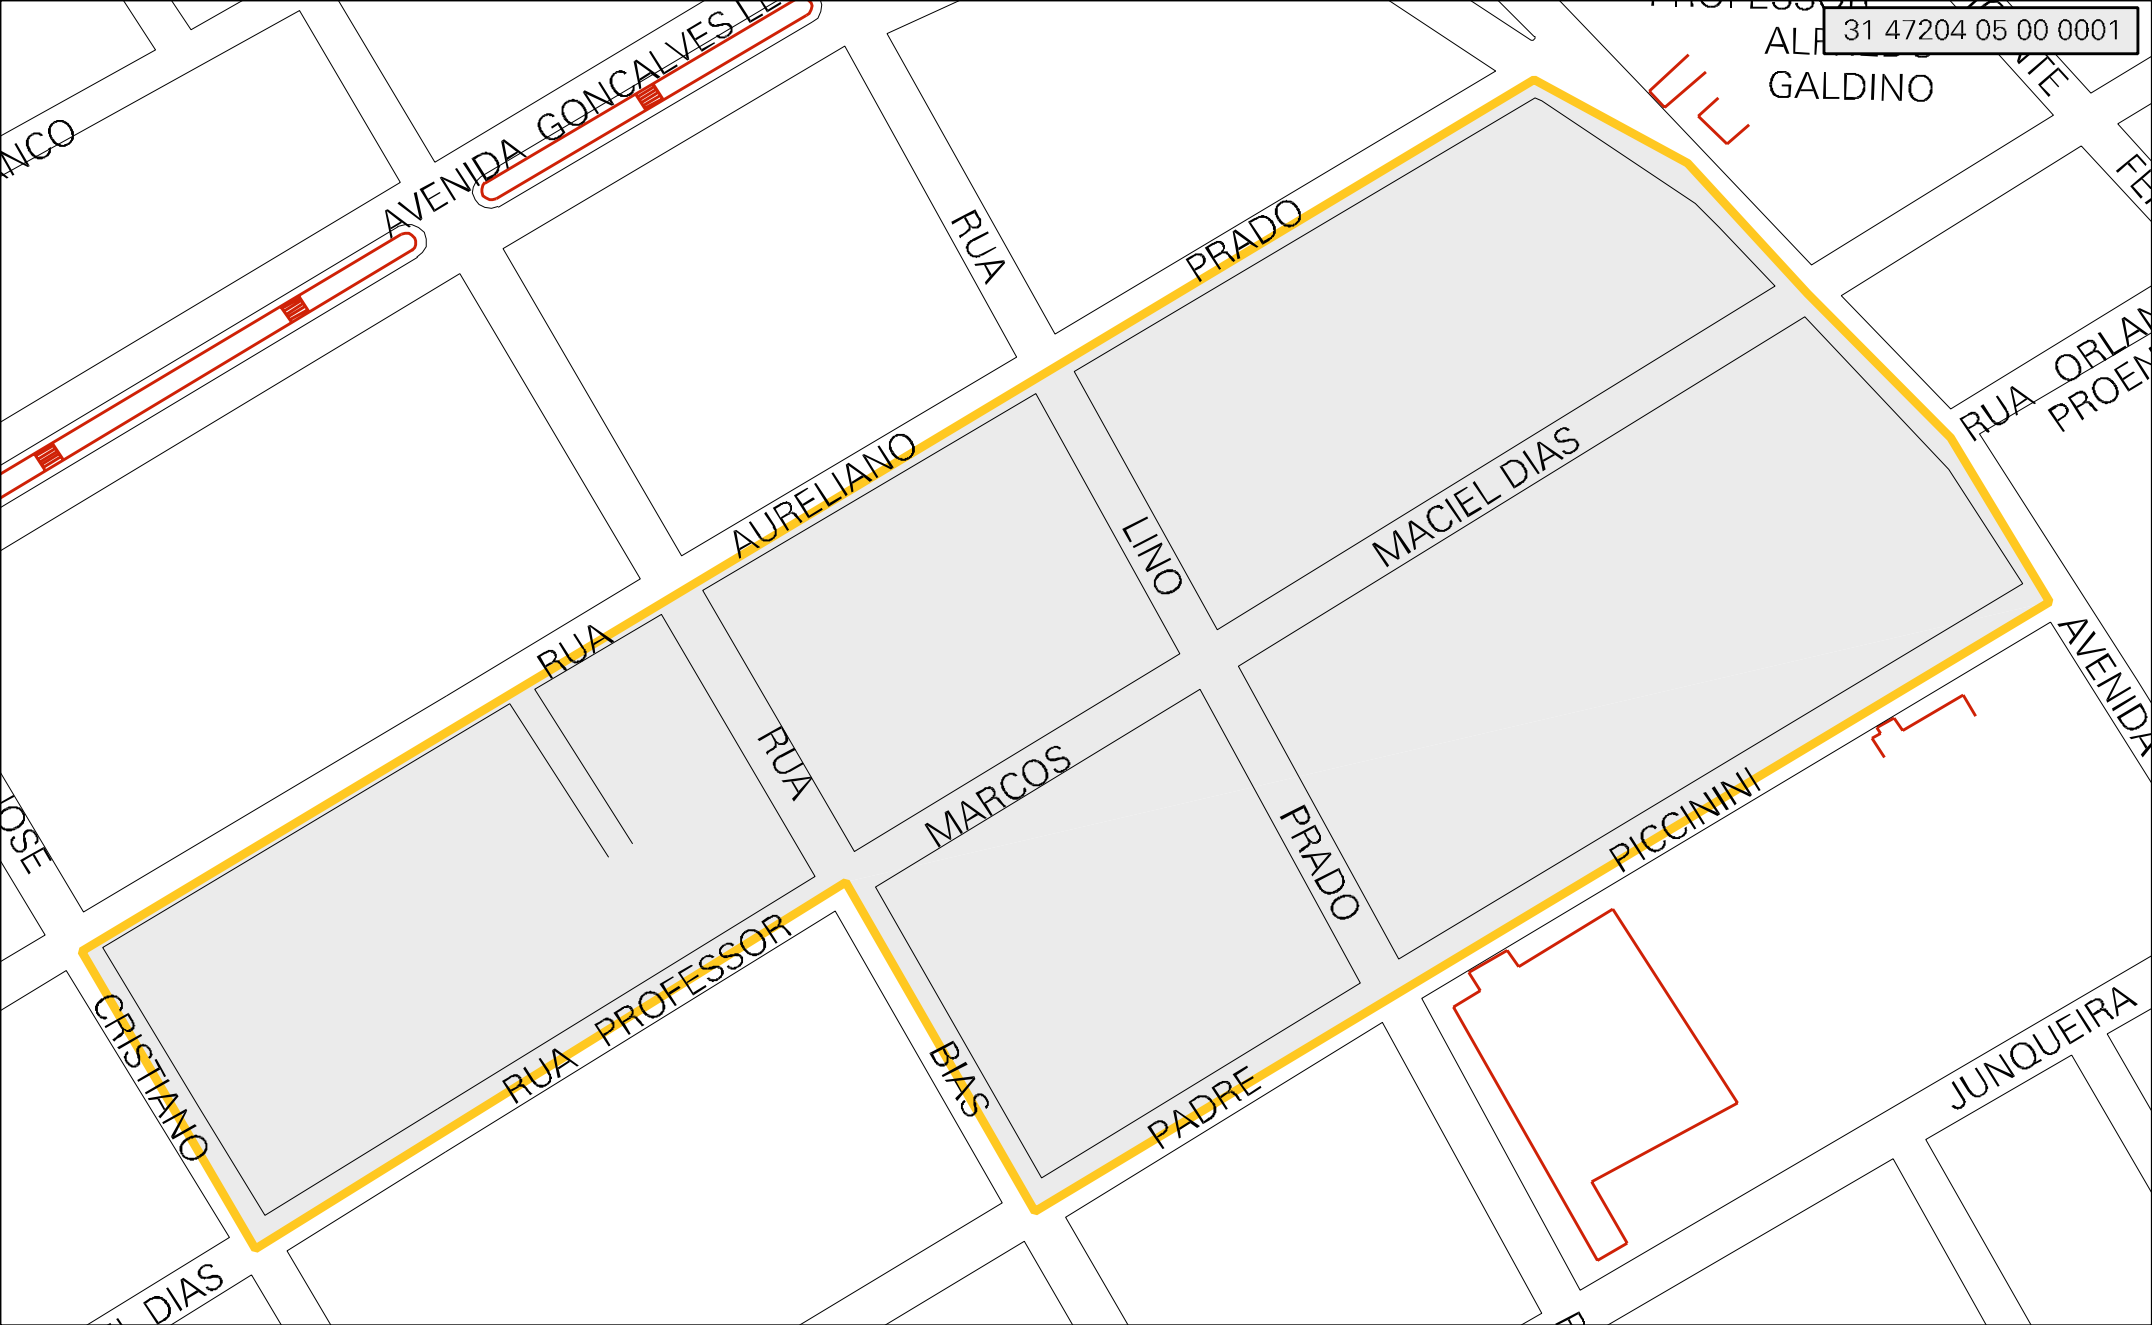 31 47204 05 00 0001
ALFREDO
GALDINO
AVENIDA GONCALVES
RUA
PRADO
RUA
AURELIANO
RUA
LINO
PRADO
MACIEL DIAS
MARCOS
RUA PROFESSOR
RUA
BIAS
CRISTIANO
PADRE
PICCININI
AVENIDA
JUNQUEIRA
DIAS